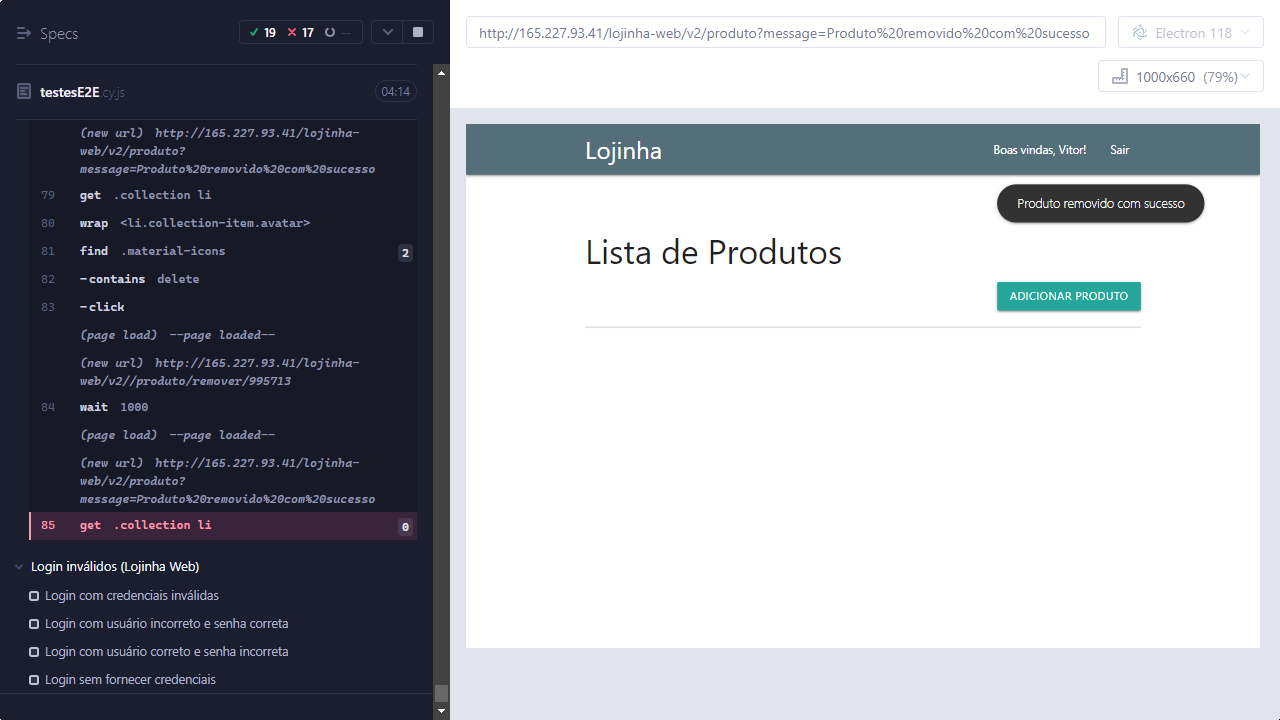 Specs
19
17
--
testesE2E.cy.js
04:14
(new url) http://165.227.93.41/lojinha-
web/v2/produto?
message=Produto%20removido%20com%20sucesso
79 get .collection li
80 wrap <li.collection-item.avatar>
81 find .material-icons 2
82 -contains delete
83 -click
(page load) --page loaded--
(new url) http://165.227.93.41/lojinha-
web/v2//produto/remover/995713
84 wait 1000
(page load) --page loaded--
(new url) http://165.227.93.41/lojinha-
web/v2/produto?
message=Produto%20removido%20com%20sucesso
85 get .collection li 0
Login inválidos (Lojinha Web)
Login com credenciais inválidas
Login com usuário incorreto e senha correta
Login com usuário correto e senha incorreta
Login sem fornecer credenciais
http://165.227.93.41/lojinha-web/v2/produto?message=Produto%20removido%20com%20sucesso
Electron 118
1000x660 (79%)
Lojinha
Boas vindas, Vitor!
Sair
Produto removido com sucesso
Lista de Produtos
ADICIONAR PRODUTO